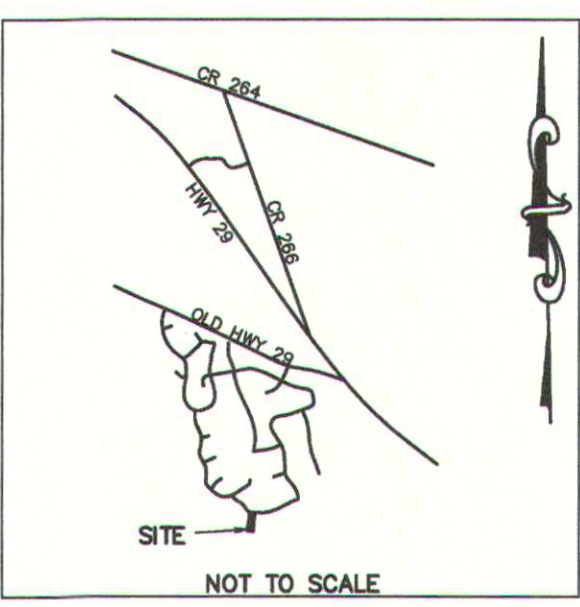 CR 264
HWY 29
CR 266
OLD HWY 29
SITE
NOT TO SCALE